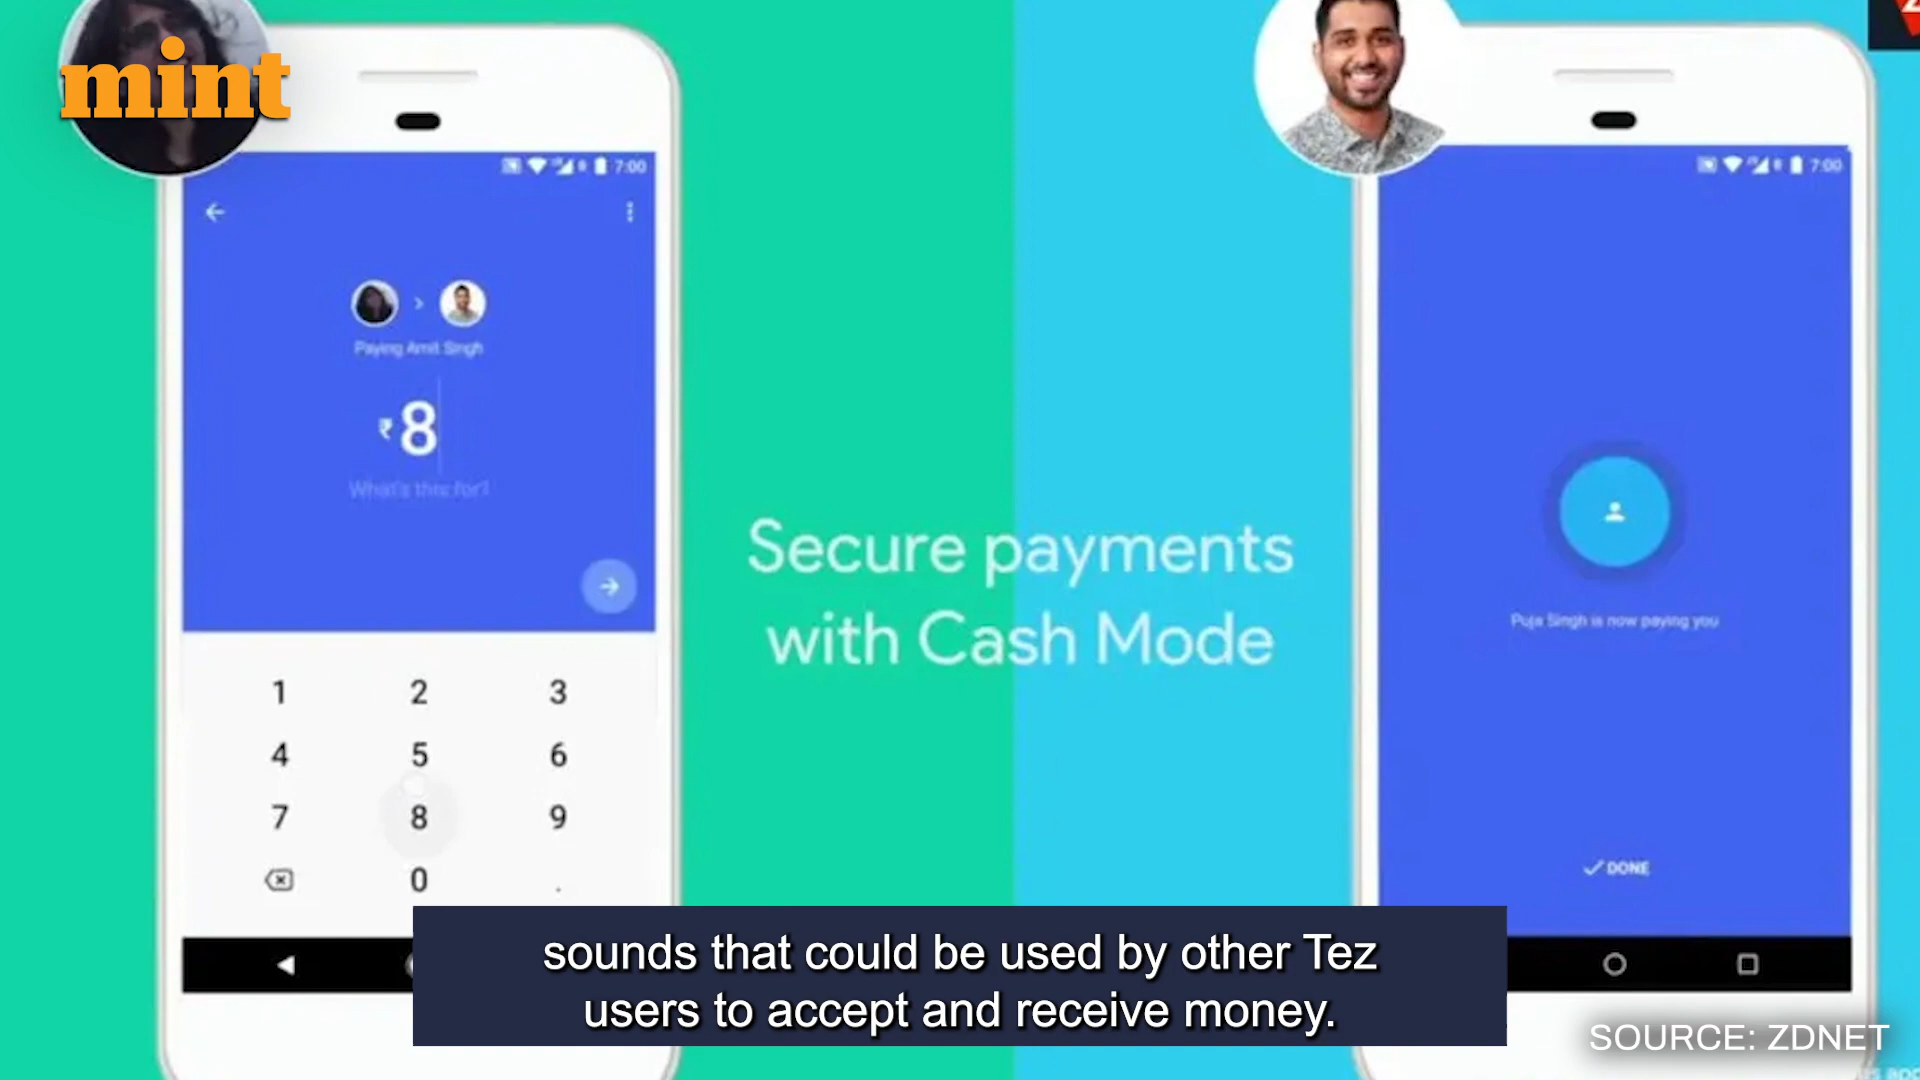 mint
7:00
7:00
Paying Amit Singh
₹8
What's this for?
Secure payments
with Cash Mode
Puja Singh is now paying you
1 2 3
4 5 6
7 8 9
0 .
DONE
sounds that could be used by other Tez
users to accept and receive money.
SOURCE: ZDNET